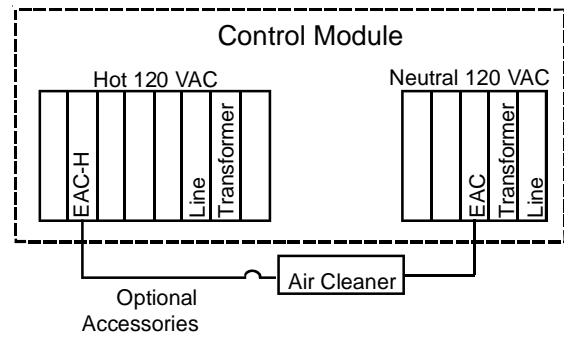 Control Module
Hot 120 VAC
Neutral 120 VAC
EAC-H
Line
Transformer
EAC
Transformer
Line
Air Cleaner
Optional
Accessories